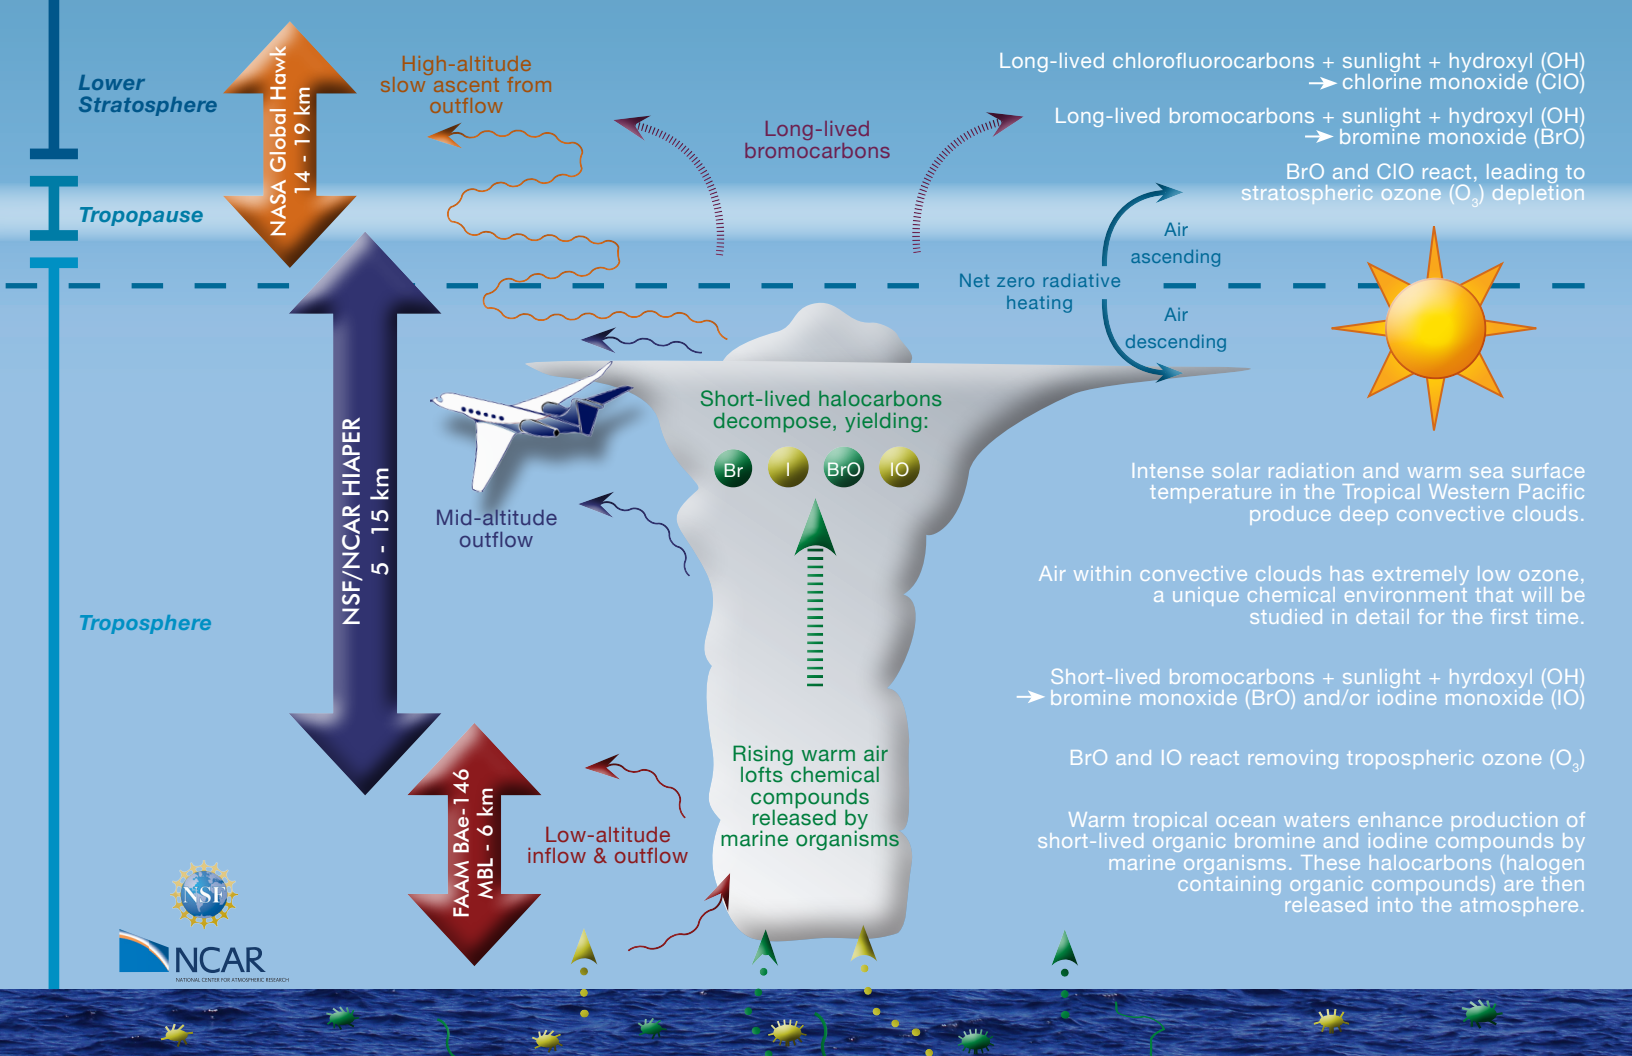 Lower
Stratosphere
Tropopause
Troposphere
NASA Global Hawk
14 - 19 km
NSF/NCAR HIAPER
5 - 15 km
FAAM BAe-146
MBL - 6 km
High-altitude
slow ascent from
outflow
Long-lived
bromocarbons
Long-lived chlorofluorocarbons + sunlight + hydroxyl (OH)
→ chlorine monoxide (ClO)
Long-lived bromocarbons + sunlight + hydroxyl (OH)
→ bromine monoxide (BrO)
BrO and ClO react, leading to
stratospheric ozone (O₃) depletion
Air
ascending
Net zero radiative
heating
Air
descending
Short-lived halocarbons
decompose, yielding:
Br I BrO IO
Mid-altitude
outflow
Intense solar radiation and warm sea surface
temperature in the Tropical Western Pacific
produce deep convective clouds.
Air within convective clouds has extremely low ozone,
a unique chemical environment that will be
studied in detail for the first time.
Short-lived bromocarbons + sunlight + hyrdoxyl (OH)
→ bromine monoxide (BrO) and/or iodine monoxide (IO)
BrO and IO react removing tropospheric ozone (O₃)
Rising warm air
lofts chemical
compounds
released by
marine organisms
Low-altitude
inflow & outflow
Warm tropical ocean waters enhance production of
short-lived organic bromine and iodine compounds by
marine organisms. These halocarbons (halogen
containing organic compounds) are then
released into the atmosphere.
NSF
NCAR
NATIONAL CENTER FOR ATMOSPHERIC RESEARCH